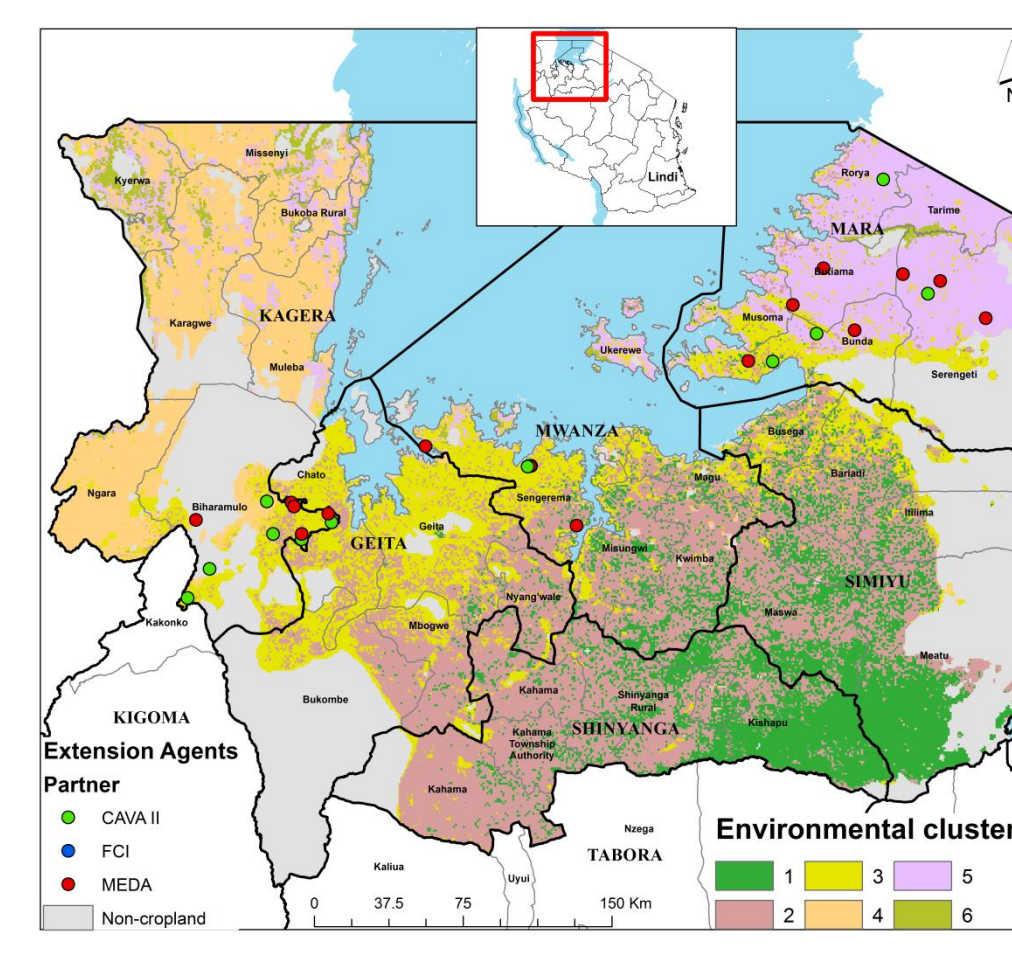 Lindi
N
Missenyi
Kyerwa
Bukoba Rural
KAGERA
Karagwe
Muleba
Rorya
Tarime
MARA
Butiama
Musoma
Bunda
Serengeti
Ukerewe
MWANZA
Busega
Bariadi
Magu
Itilima
Chato
Ngara
Biharamulo
Sengerema
Geita
GEITA
Misungwi
Kwimba
SIMIYU
Nyang'wale
Maswa
Mbogwe
Kakonko
Meatu
Bukombe
Kahama
Shinyanga
Rural
KIGOMA
SHINYANGA
Kishapu
Kahama
Township
Authority
Kahama
Nzega
TABORA
Kaliua
Uyui
Extension Agents
Partner
CAVA II
FCI
MEDA
Non-cropland
0 37.5 75 150 Km
Environmental cluster
1 3 5
2 4 6